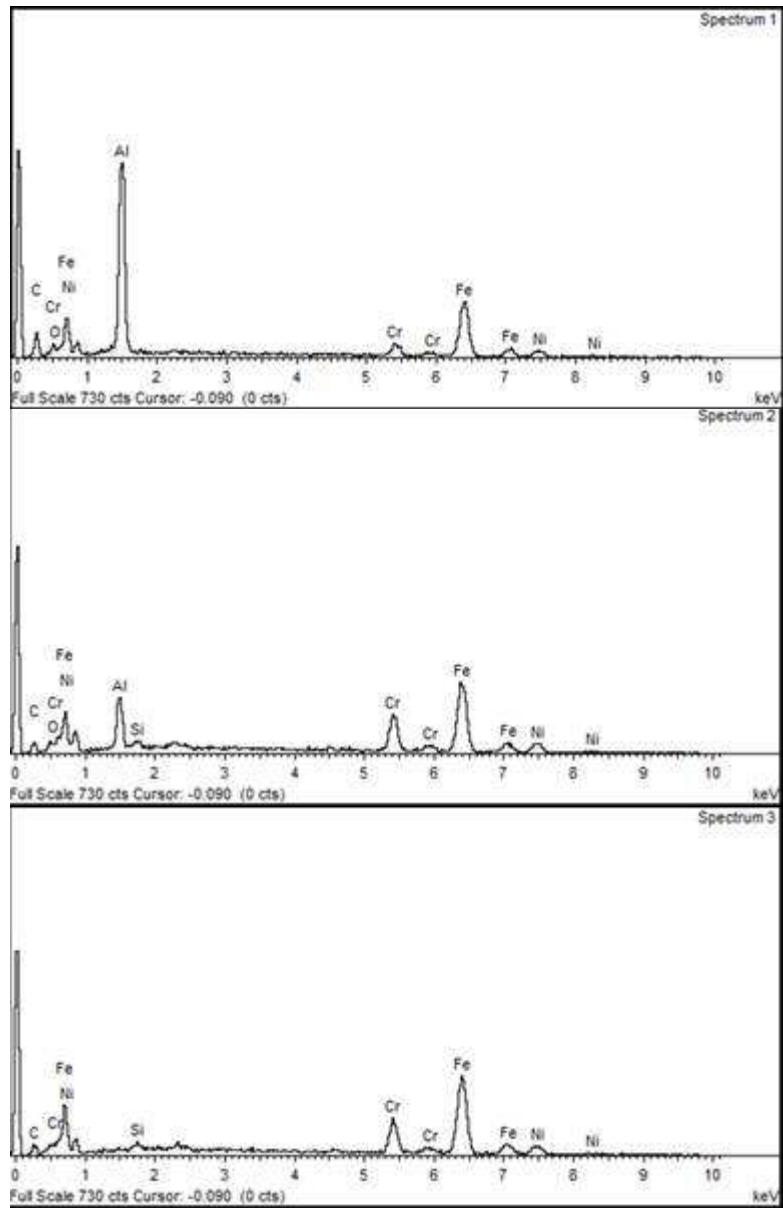 Spectrum 1
Al
Fe
C Ni
Cr Fe
O Cr Cr Fe Ni Ni
0 1 2 3 4 5 6 7 8 9 10
Full Scale 730 cts Cursor: -0.090 (0 cts) keV
Spectrum 2
Fe Fe
Ni Al
C Cr Cr
O Si Cr Fe Ni Ni
0 1 2 3 4 5 6 7 8 9 10
Full Scale 730 cts Cursor: -0.090 (0 cts) keV
Spectrum 3
Fe Fe
Ni
Cr Cr
C Si Cr Fe Ni Ni
0 1 2 3 4 5 6 7 8 9 10
Full Scale 730 cts Cursor: -0.090 (0 cts) keV